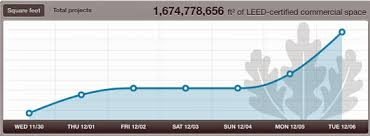 Square feet Total projects 1,674,778,656 ft² of LEED-certified commercial space
WED 11/30 THU 12/01 FRI 12/02 SAT 12/03 SUN 12/04 MON 12/05 TUE 12/06